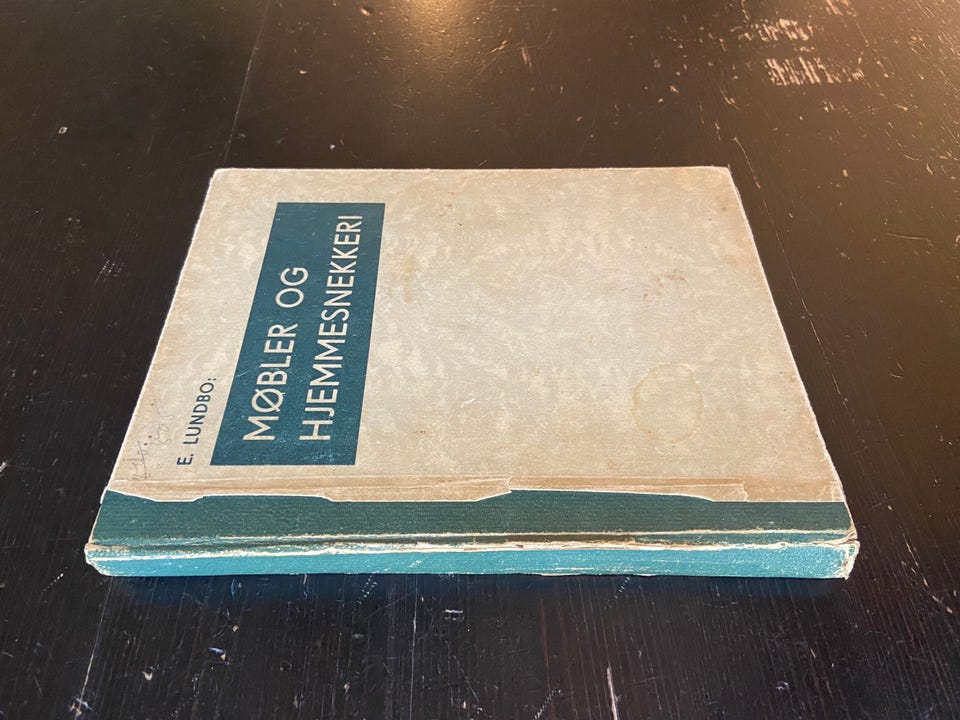 E. LUNDBO:
MØBLER OG
HJEMMESNEKKERI